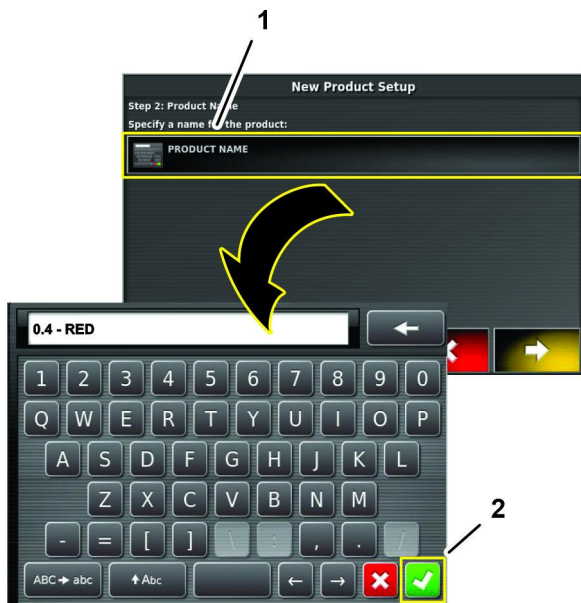 1
New Product Setup
Step 2: Product Name
Specify a name for the product:
PRODUCT NAME
0.4 - RED
1 2 3 4 5 6 7 8 9 0
Q W E R T Y U I O P
A S D F G H J K L
Z X C V B N M
- = [ ] \ : , . /
2
ABC → abc
↑ Abc
← →